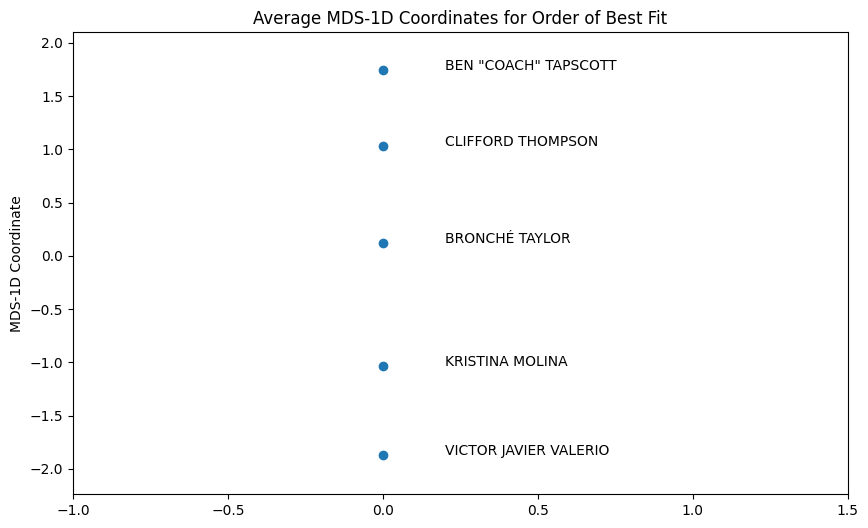 Average MDS-1D Coordinates for Order of Best Fit
2.0
BEN "COACH" TAPSCOTT
1.5
CLIFFORD THOMPSON
1.0
0.5
BRONCHÉ TAYLOR
0.0
MDS-1D Coordinate
−0.5
KRISTINA MOLINA
−1.0
−1.5
VICTOR JAVIER VALERIO
−2.0
−1.0 −0.5 0.0 0.5 1.0 1.5